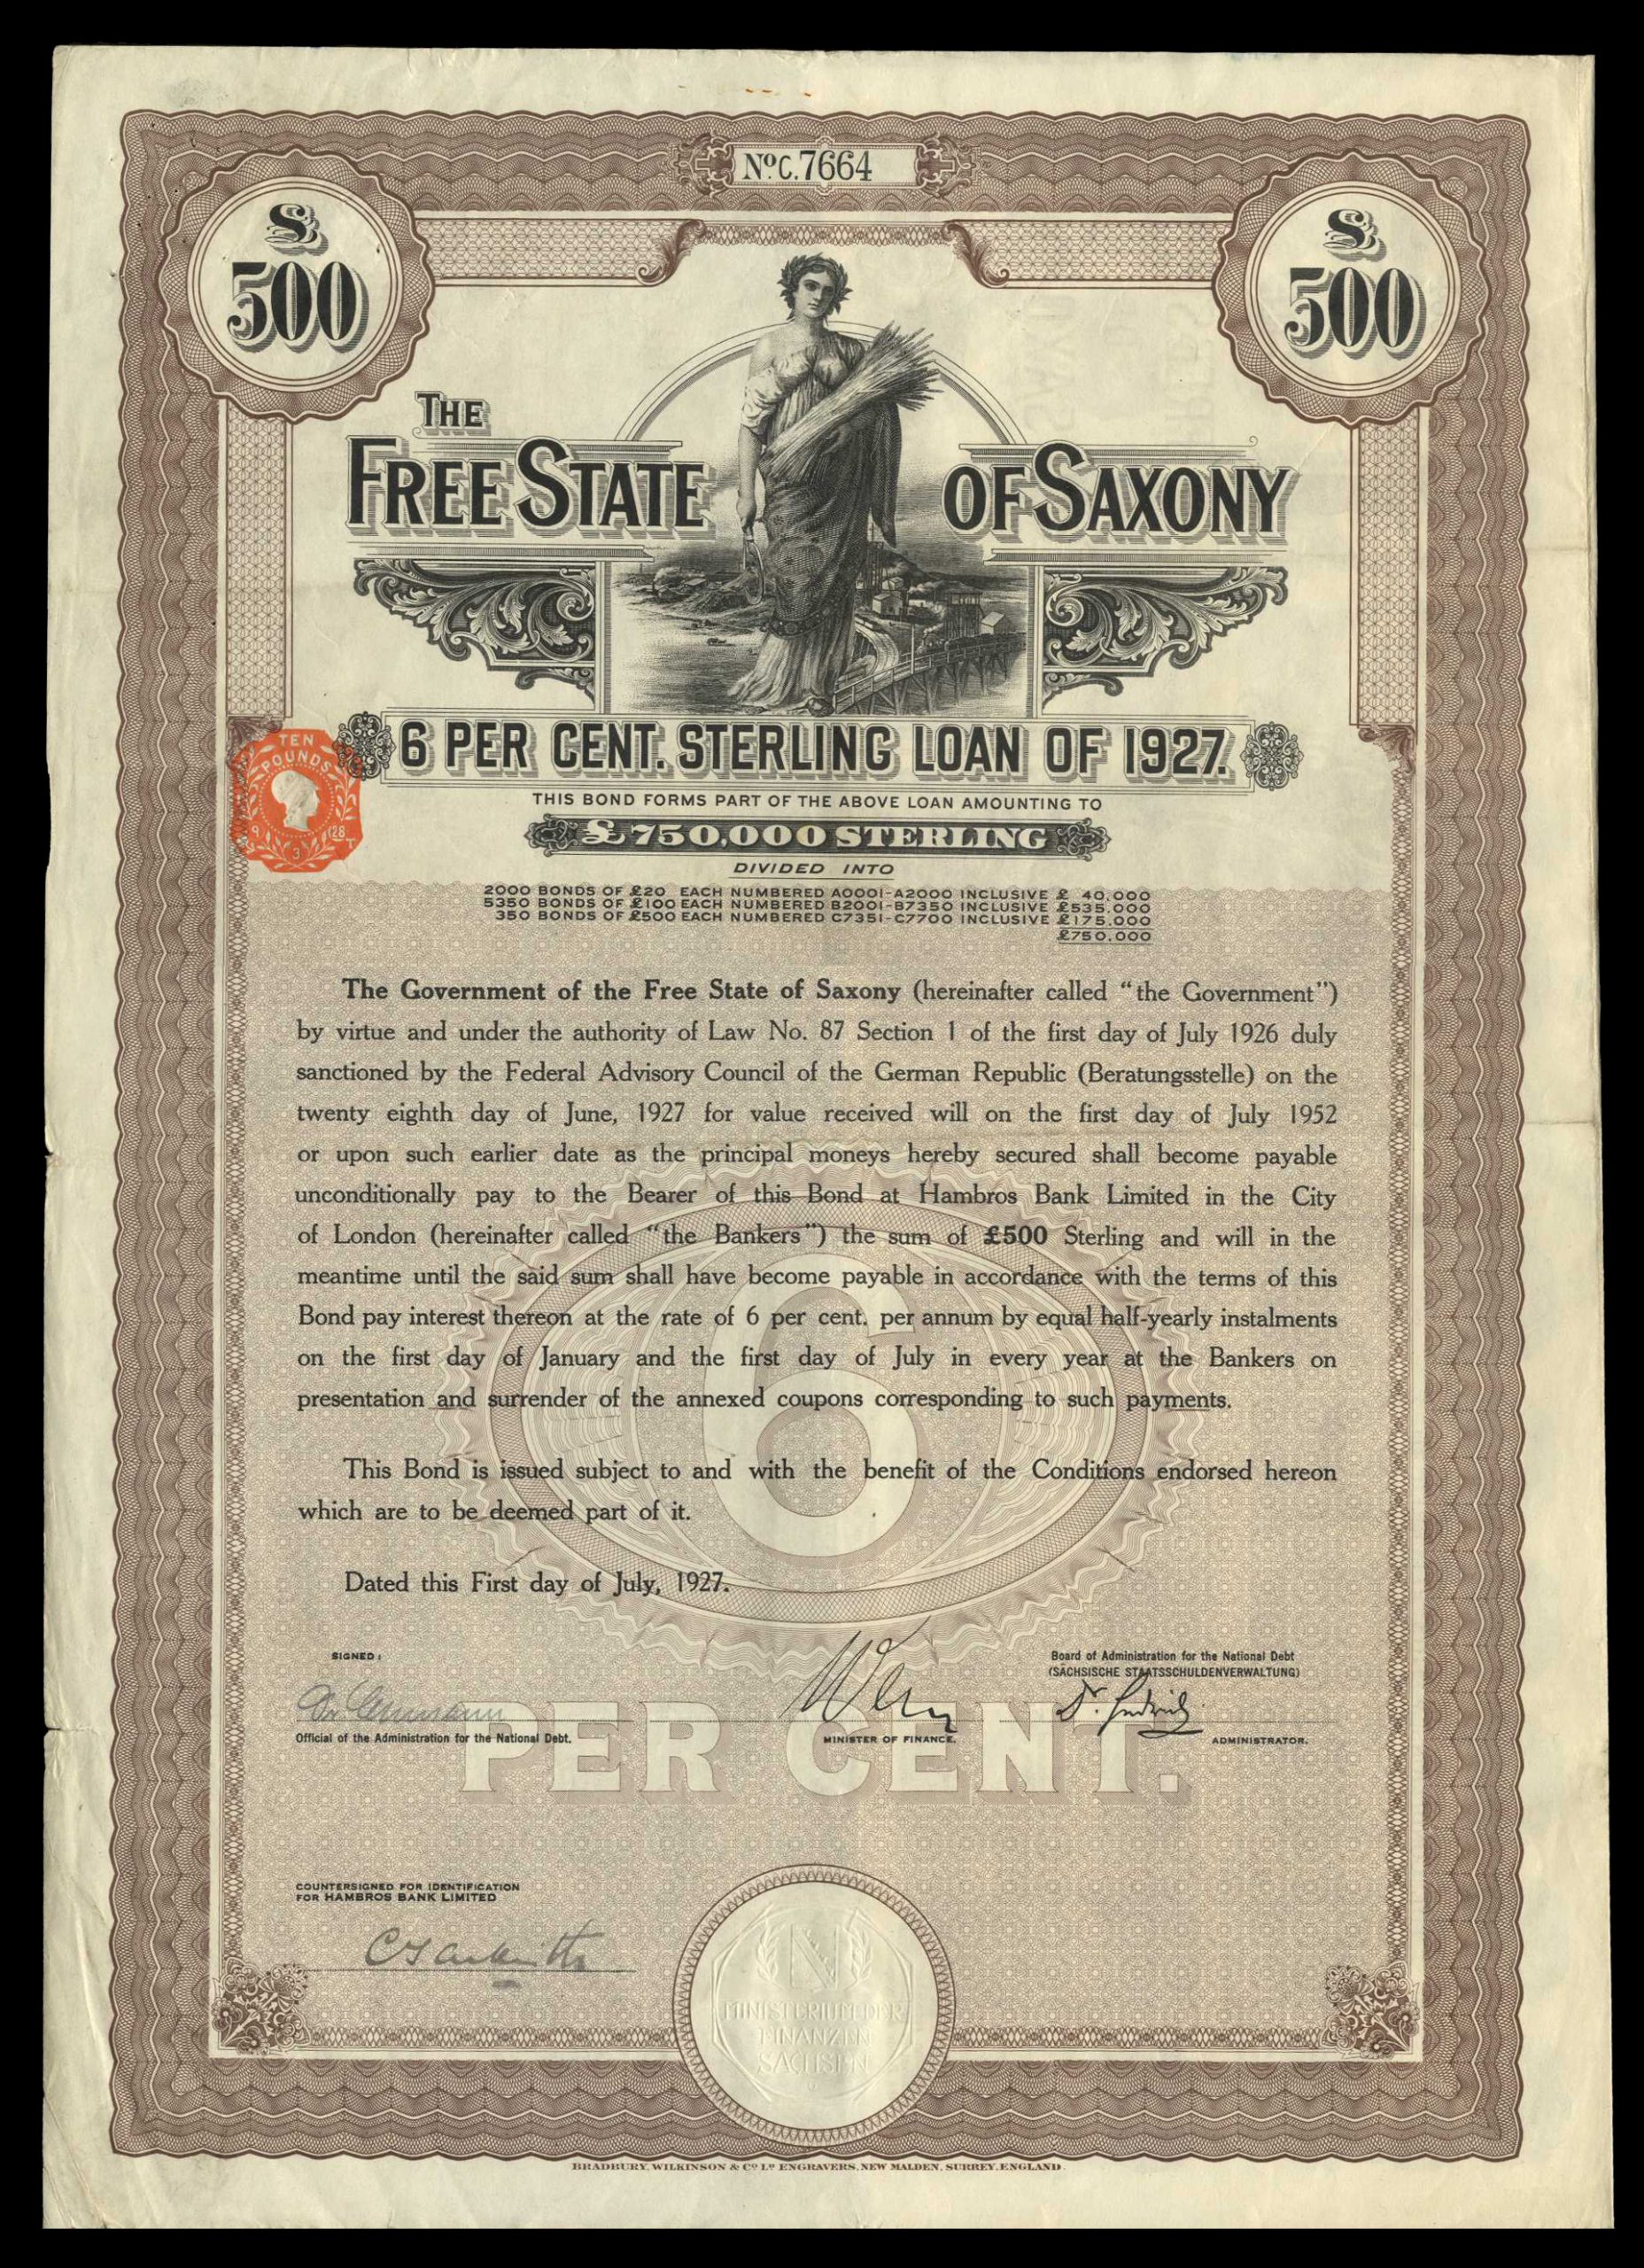 No. C. 7664
£ 500
£ 500
THE
FREE STATE OF SAXONY
6 PER CENT. STERLING LOAN OF 1927.
TEN
POUNDS
9 28
3 T
THIS BOND FORMS PART OF THE ABOVE LOAN AMOUNTING TO
£750,000 STERLING
DIVIDED INTO
2000 BONDS OF £20 EACH NUMBERED A0001-A2000 INCLUSIVE £ 40,000
5350 BONDS OF £100 EACH NUMBERED B2001-B7350 INCLUSIVE £535,000
350 BONDS OF £500 EACH NUMBERED C7351-C7700 INCLUSIVE £175,000
£750,000
The Government of the Free State of Saxony (hereinafter called "the Government")
by virtue and under the authority of Law No. 87 Section 1 of the first day of July 1926 duly
sanctioned by the Federal Advisory Council of the German Republic (Beratungsstelle) on the
twenty eighth day of June, 1927 for value received will on the first day of July 1952
or upon such earlier date as the principal moneys hereby secured shall become payable
unconditionally pay to the Bearer of this Bond at Hambros Bank Limited in the City
of London (hereinafter called "the Bankers") the sum of £500 Sterling and will in the
meantime until the said sum shall have become payable in accordance with the terms of this
Bond pay interest thereon at the rate of 6 per cent. per annum by equal half-yearly instalments
on the first day of January and the first day of July in every year at the Bankers on
presentation and surrender of the annexed coupons corresponding to such payments.
This Bond is issued subject to and with the benefit of the Conditions endorsed hereon
which are to be deemed part of it.
Dated this First day of July, 1927.
6
PER CENT.
SIGNED:
Official of the Administration for the National Debt.
MINISTER OF FINANCE.
Board of Administration for the National Debt
(SÄCHSISCHE STAATSSCHULDENVERWALTUNG)
ADMINISTRATOR.
COUNTERSIGNED FOR IDENTIFICATION
FOR HAMBROS BANK LIMITED
MINISTERIUM DER
FINANZEN
SACHSEN
BRADBURY, WILKINSON & Co. Ld. ENGRAVERS, NEW MALDEN, SURREY, ENGLAND.